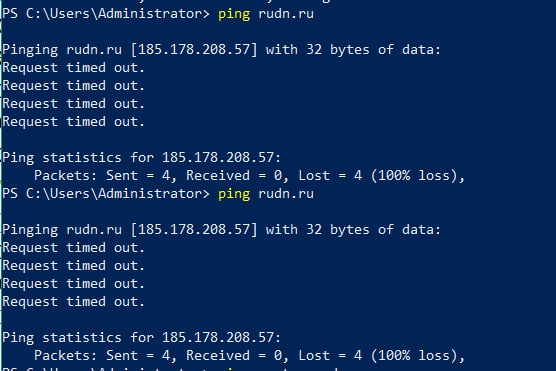 PS C:\Users\Administrator> ping rudn.ru
Pinging rudn.ru [185.178.208.57] with 32 bytes of data:
Request timed out.
Request timed out.
Request timed out.
Request timed out.
Ping statistics for 185.178.208.57:
    Packets: Sent = 4, Received = 0, Lost = 4 (100% loss),
PS C:\Users\Administrator> ping rudn.ru
Pinging rudn.ru [185.178.208.57] with 32 bytes of data:
Request timed out.
Request timed out.
Request timed out.
Request timed out.
Ping statistics for 185.178.208.57:
    Packets: Sent = 4, Received = 0, Lost = 4 (100% loss),
PS C:\Users\Administrator> ping